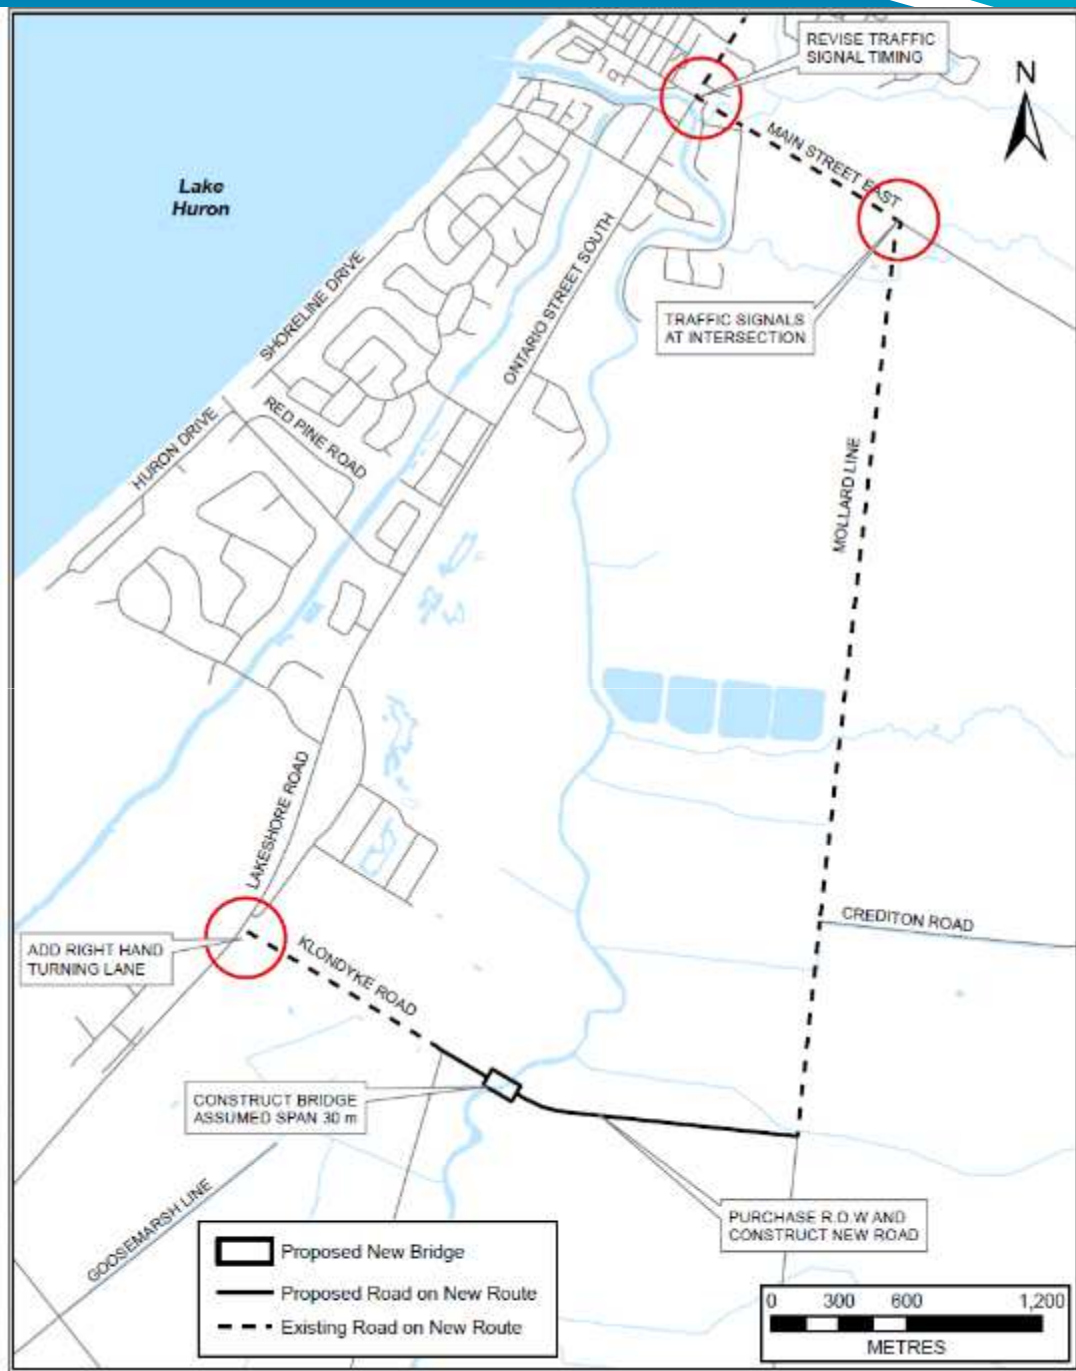 REVISE TRAFFIC
SIGNAL TIMING
N
MAIN STREET EAST
Lake
Huron
TRAFFIC SIGNALS
AT INTERSECTION
SHORELINE DRIVE
ONTARIO STREET SOUTH
HURON DRIVE
RED PINE ROAD
MOLLARD LINE
LAKESHORE ROAD
CREDITON ROAD
ADD RIGHT HAND
TURNING LANE
KLONDYKE ROAD
CONSTRUCT BRIDGE
ASSUMED SPAN 30 m
GOOSEMARSH LINE
PURCHASE R.O.W AND
CONSTRUCT NEW ROAD
Proposed New Bridge
Proposed Road on New Route
Existing Road on New Route
0 300 600 1,200
METRES